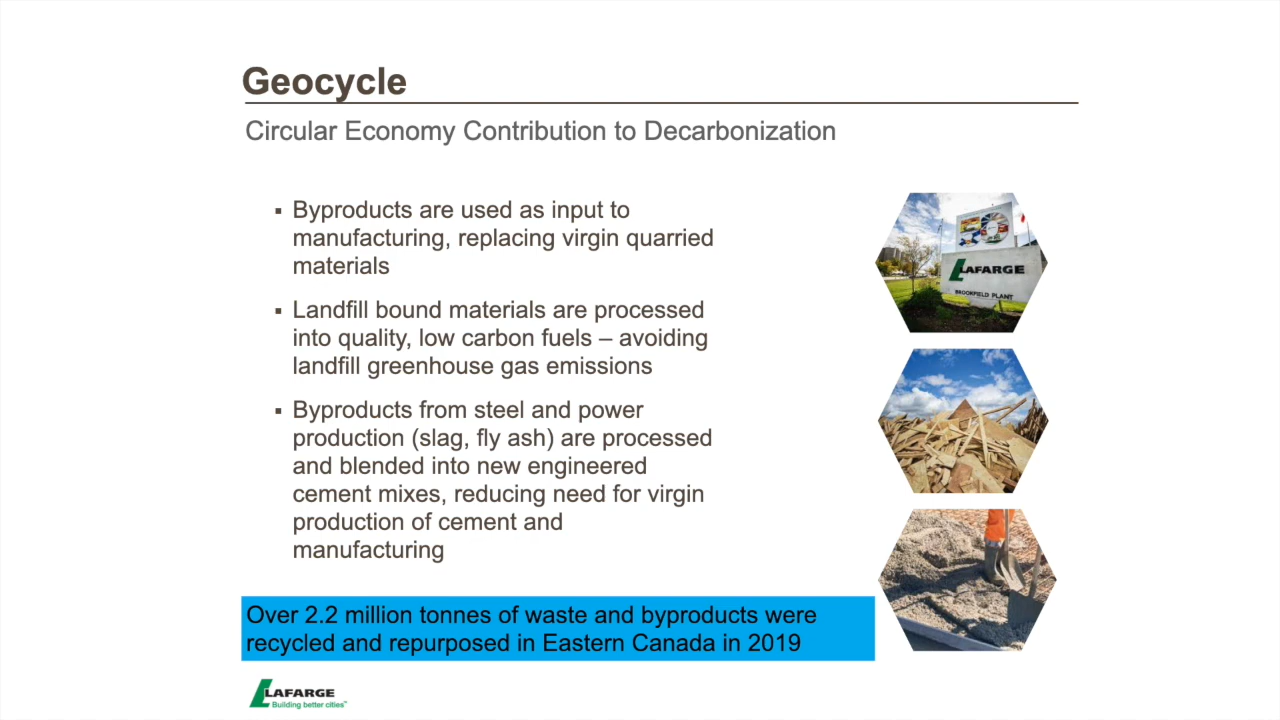 Geocycle
Circular Economy Contribution to Decarbonization
▪ Byproducts are used as input to
manufacturing, replacing virgin quarried
materials
▪ Landfill bound materials are processed
into quality, low carbon fuels – avoiding
landfill greenhouse gas emissions
▪ Byproducts from steel and power
production (slag, fly ash) are processed
and blended into new engineered
cement mixes, reducing need for virgin
production of cement and
manufacturing
LAFARGE
BROOKFIELD PLANT
Over 2.2 million tonnes of waste and byproducts were
recycled and repurposed in Eastern Canada in 2019
LAFARGE
Building better cities™